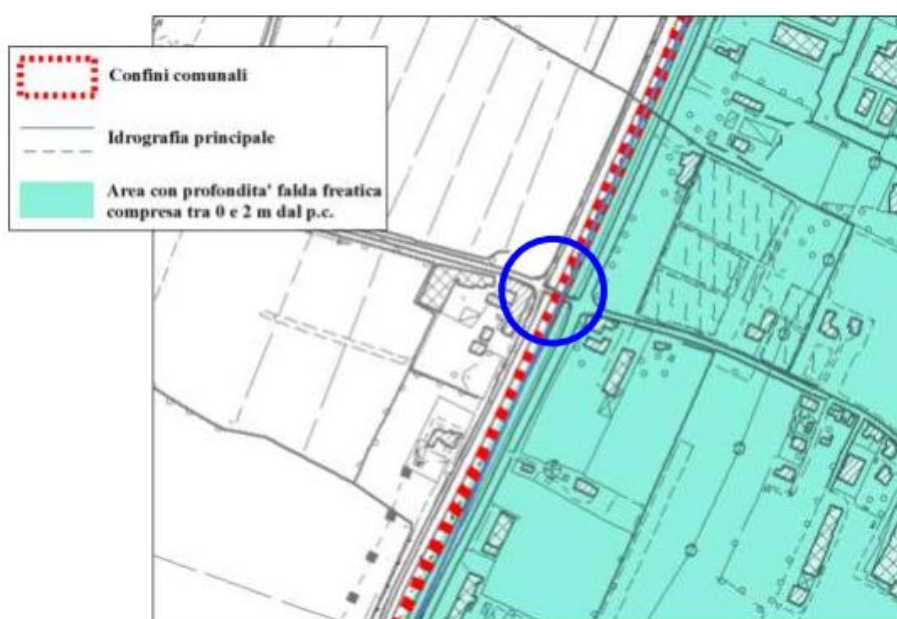 Confini comunali
Idrografia principale
Area con profondita' falda freatica
compresa tra 0 e 2 m dal p.c.